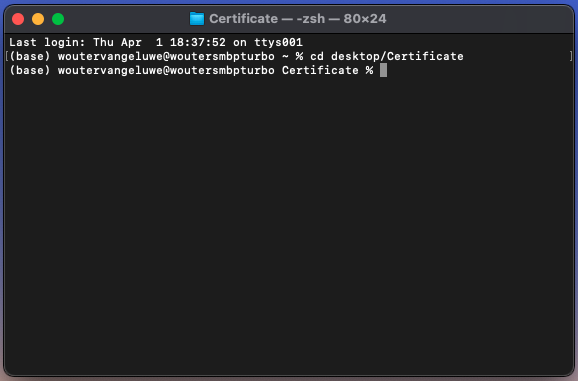 Certificate — -zsh — 80×24
Last login: Thu Apr  1 18:37:52 on ttys001
[(base) woutervangeluwe@woutersmbpturbo ~ % cd desktop/Certificate ]
(base) woutervangeluwe@woutersmbpturbo Certificate %